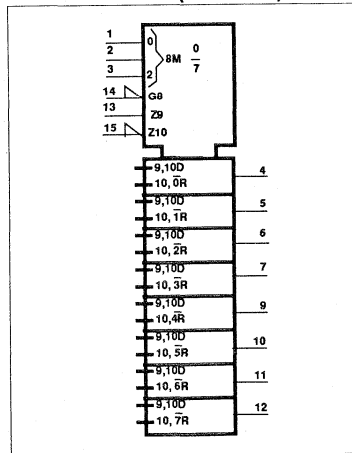 1
0
2
8M
0
7
3
2
14
G8
13
Z9
15
Z10
9,10D
4
10, 0̅R
9,10D
5
10, 1̅R
9,10D
6
10, 2̅R
9,10D
7
10, 3̅R
9,10D
9
10,4̅R
9,10D
10
10, 5̅R
9,10D
11
10, 6̅R
9,10D
12
10, 7̅R